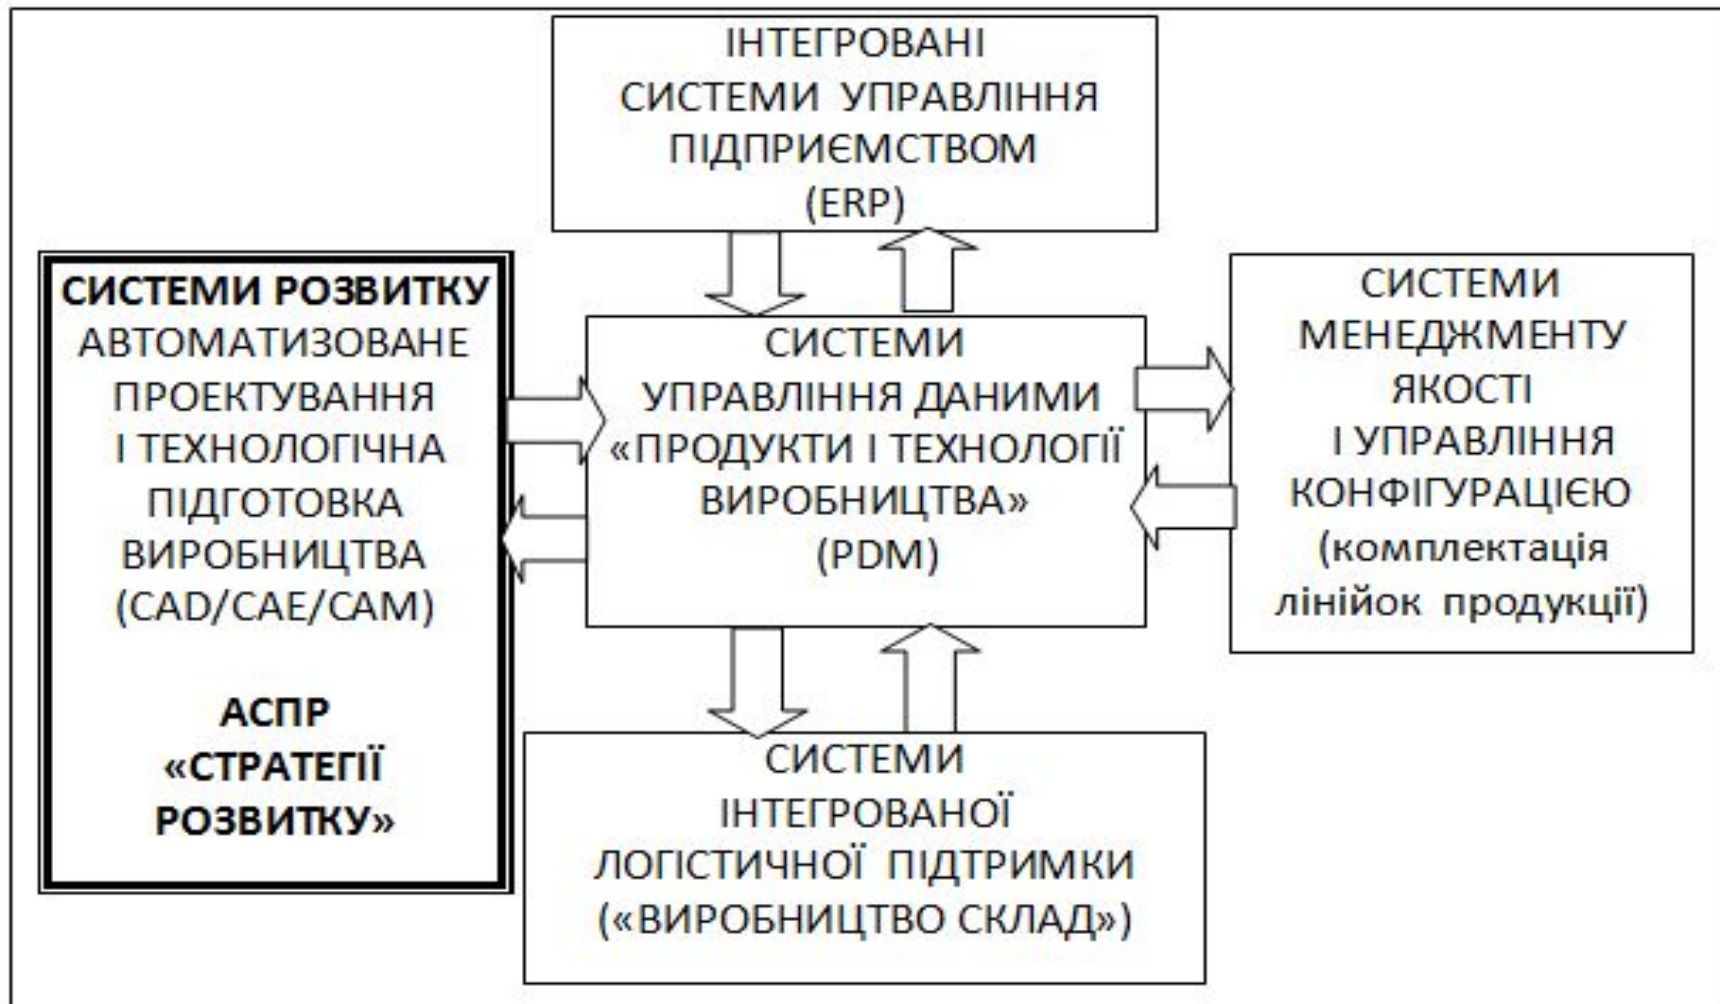 ІНТЕГРОВАНІ
СИСТЕМИ УПРАВЛІННЯ
ПІДПРИЄМСТВОМ
(ERP)
СИСТЕМИ РОЗВИТКУ
АВТОМАТИЗОВАНЕ
ПРОЕКТУВАННЯ
І ТЕХНОЛОГІЧНА
ПІДГОТОВКА
ВИРОБНИЦТВА
(CAD/CAE/CAM)
АСПР
«СТРАТЕГІЇ
РОЗВИТКУ»
СИСТЕМИ
УПРАВЛІННЯ ДАНИМИ
«ПРОДУКТИ І ТЕХНОЛОГІЇ
ВИРОБНИЦТВА»
(PDM)
СИСТЕМИ
МЕНЕДЖМЕНТУ
ЯКОСТІ
І УПРАВЛІННЯ
КОНФІГУРАЦІЄЮ
(комплектація
лінійок продукції)
СИСТЕМИ
ІНТЕГРОВАНОЇ
ЛОГІСТИЧНОЇ ПІДТРИМКИ
(«ВИРОБНИЦТВО СКЛАД»)